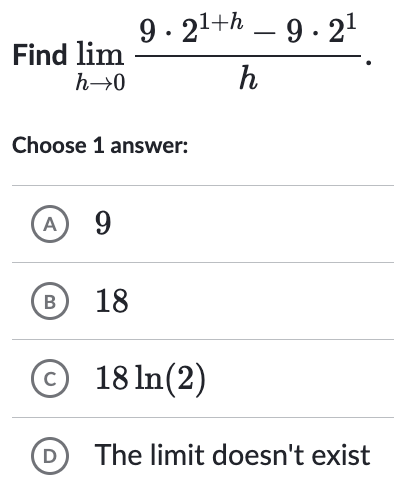 Find lim h→0 (9 · 2^(1+h) − 9 · 2^1) / h.
Choose 1 answer:
A 9
B 18
C 18 ln(2)
D The limit doesn't exist